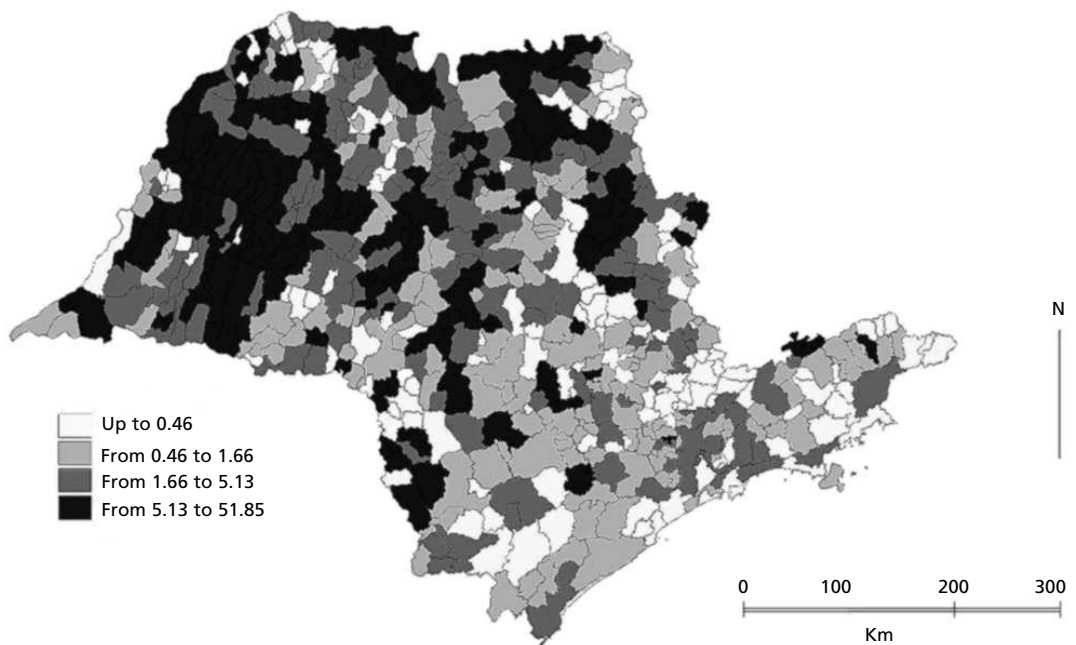 N
Up to 0.46
From 0.46 to 1.66
From 1.66 to 5.13
From 5.13 to 51.85
0 100 200 300
Km